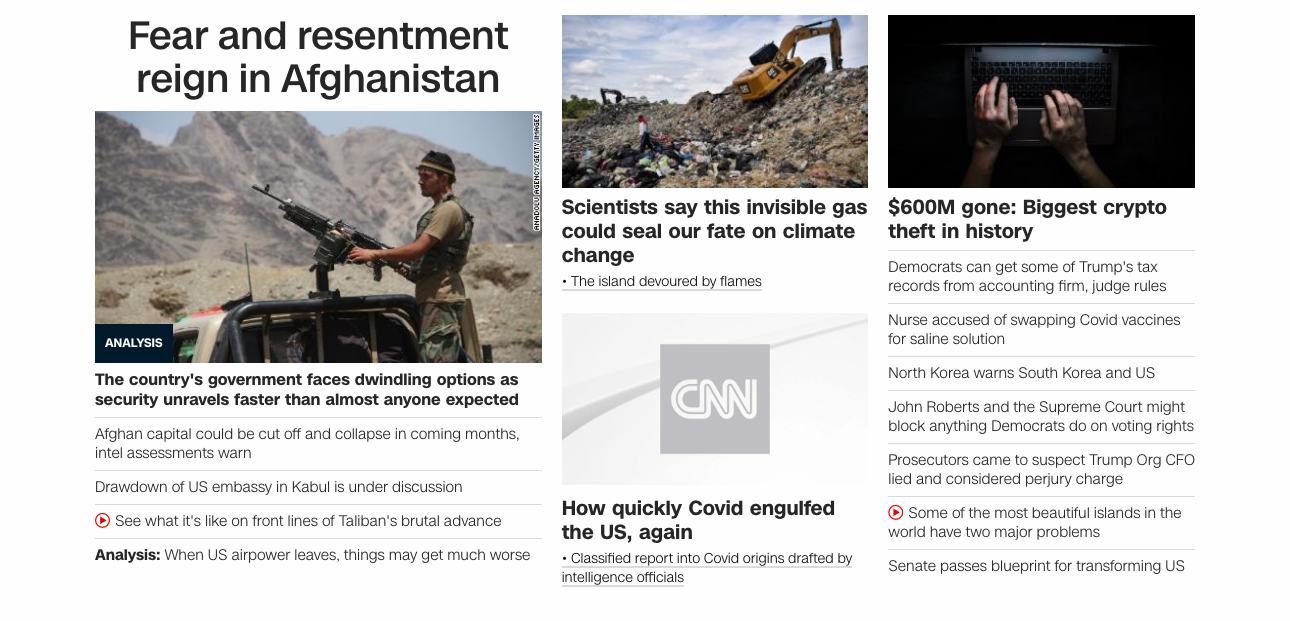 Fear and resentment
reign in Afghanistan
ANADOLU AGENCY/GETTY IMAGES
ANALYSIS
The country's government faces dwindling options as
security unravels faster than almost anyone expected
Afghan capital could be cut off and collapse in coming months,
intel assessments warn
Drawdown of US embassy in Kabul is under discussion
See what it's like on front lines of Taliban's brutal advance
Analysis: When US airpower leaves, things may get much worse
Scientists say this invisible gas
could seal our fate on climate
change
• The island devoured by flames
CNN
How quickly Covid engulfed
the US, again
• Classified report into Covid origins drafted by
intelligence officials
$600M gone: Biggest crypto
theft in history
Democrats can get some of Trump's tax
records from accounting firm, judge rules
Nurse accused of swapping Covid vaccines
for saline solution
North Korea warns South Korea and US
John Roberts and the Supreme Court might
block anything Democrats do on voting rights
Prosecutors came to suspect Trump Org CFO
lied and considered perjury charge
Some of the most beautiful islands in the
world have two major problems
Senate passes blueprint for transforming US